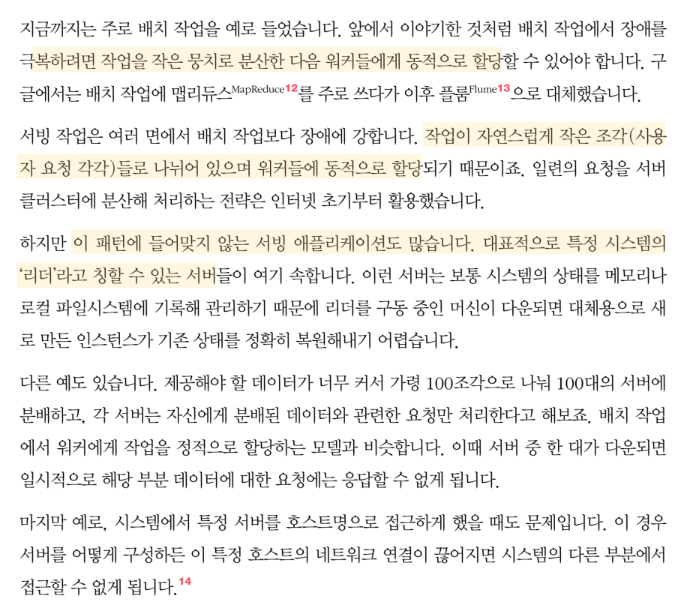 지금까지는 주로 배치 작업을 예로 들었습니다. 앞에서 이야기한 것처럼 배치 작업에서 장애를
극복하려면 작업을 작은 뭉치로 분산한 다음 워커들에게 동적으로 할당할 수 있어야 합니다. 구
글에서는 배치 작업에 맵리듀스MapReduce12를 주로 쓰다가 이후 플룸Flume13으로 대체했습니다.
서빙 작업은 여러 면에서 배치 작업보다 장애에 강합니다. 작업이 자연스럽게 작은 조각(사용
자 요청 각각)들로 나뉘어 있으며 워커들에 동적으로 할당되기 때문이죠. 일련의 요청을 서버
클러스터에 분산해 처리하는 전략은 인터넷 초기부터 활용했습니다.
하지만 이 패턴에 들어맞지 않는 서빙 애플리케이션도 많습니다. 대표적으로 특정 시스템의
‘리더’라고 칭할 수 있는 서버들이 여기 속합니다. 이런 서버는 보통 시스템의 상태를 메모리나
로컬 파일시스템에 기록해 관리하기 때문에 리더를 구동 중인 머신이 다운되면 대체용으로 새
로 만든 인스턴스가 기존 상태를 정확히 복원해내기 어렵습니다.
다른 예도 있습니다. 제공해야 할 데이터가 너무 커서 가령 100조각으로 나눠 100대의 서버에
분배하고, 각 서버는 자신에게 분배된 데이터와 관련한 요청만 처리한다고 해보죠. 배치 작업
에서 워커에게 작업을 정적으로 할당하는 모델과 비슷합니다. 이때 서버 중 한 대가 다운되면
일시적으로 해당 부분 데이터에 대한 요청에는 응답할 수 없게 됩니다.
마지막 예로, 시스템에서 특정 서버를 호스트명으로 접근하게 했을 때도 문제입니다. 이 경우
서버를 어떻게 구성하든 이 특정 호스트의 네트워크 연결이 끊어지면 시스템의 다른 부분에서
접근할 수 없게 됩니다.14